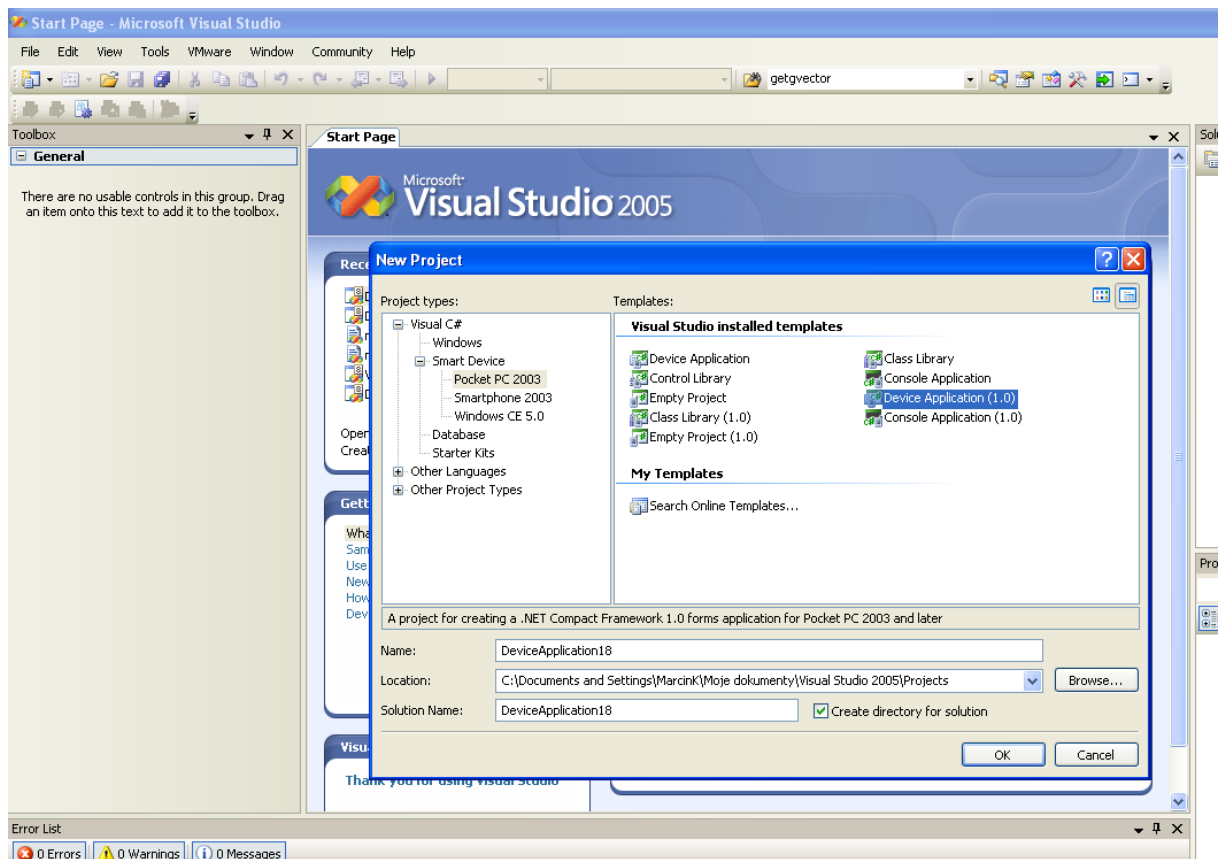 Start Page - Microsoft Visual Studio
File Edit View Tools VMware Window Community Help
getgvector
Toolbox
General
There are no usable controls in this group. Drag
an item onto this text to add it to the toolbox.
Start Page
Microsoft
Visual Studio 2005
New Project
Project types:
Visual C#
Windows
Smart Device
Pocket PC 2003
Smartphone 2003
Windows CE 5.0
Database
Starter Kits
Other Languages
Other Project Types
Templates:
Visual Studio installed templates
Device Application
Class Library
Control Library
Console Application
Empty Project
Device Application (1.0)
Class Library (1.0)
Console Application (1.0)
Empty Project (1.0)
My Templates
Search Online Templates...
A project for creating a .NET Compact Framework 1.0 forms application for Pocket PC 2003 and later
Name: DeviceApplication18
Location: C:\Documents and Settings\MarcinK\Moje dokumenty\Visual Studio 2005\Projects Browse...
Solution Name: DeviceApplication18 Create directory for solution
OK Cancel
Thank you for using Visual Studio
Error List
0 Errors 0 Warnings 0 Messages